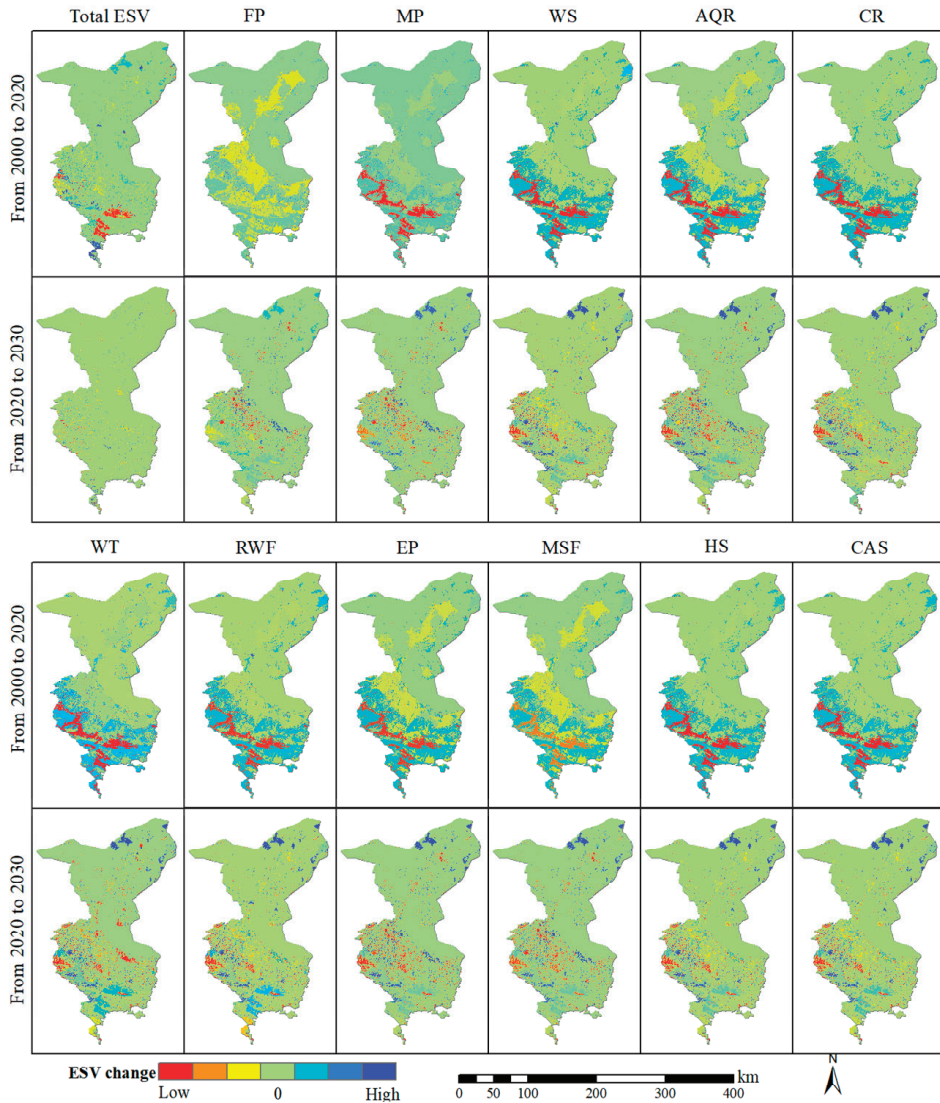 Total ESV FP MP WS AQR CR
From 2000 to 2020
From 2020 to 2030
WT RWF EP MSF HS CAS
From 2000 to 2020
From 2020 to 2030
ESV change
Low 0 High
km
0 50 100 200 300 400
N